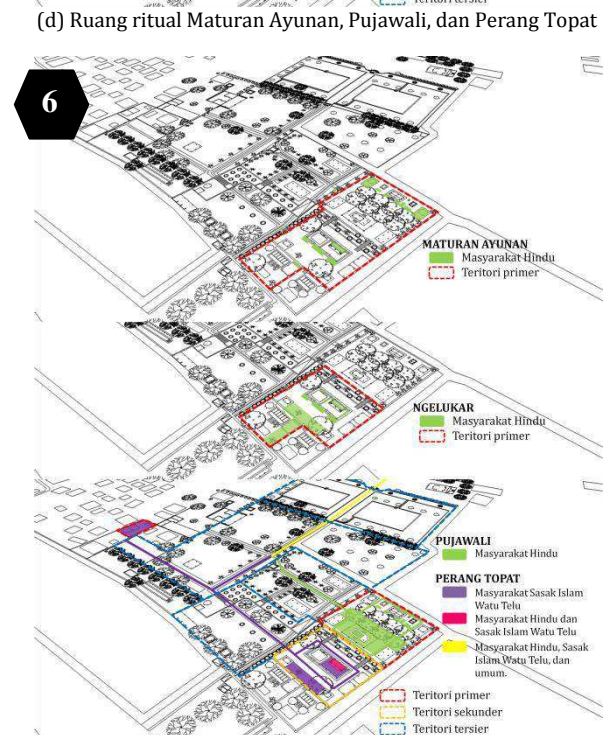 Teritori tersier
(d) Ruang ritual Maturan Ayunan, Pujawali, dan Perang Topat
6
MATURAN AYUNAN
Masyarakat Hindu
Teritori primer
NGELUKAR
Masyarakat Hindu
Teritori primer
PUJAWALI
Masyarakat Hindu
PERANG TOPAT
Masyarakat Sasak Islam
Watu Telu
Masyarakat Hindu dan
Sasak Islam Watu Telu
Masyarakat Hindu, Sasak
Islam Watu Telu, dan
umum.
Teritori primer
Teritori sekunder
Teritori tersier